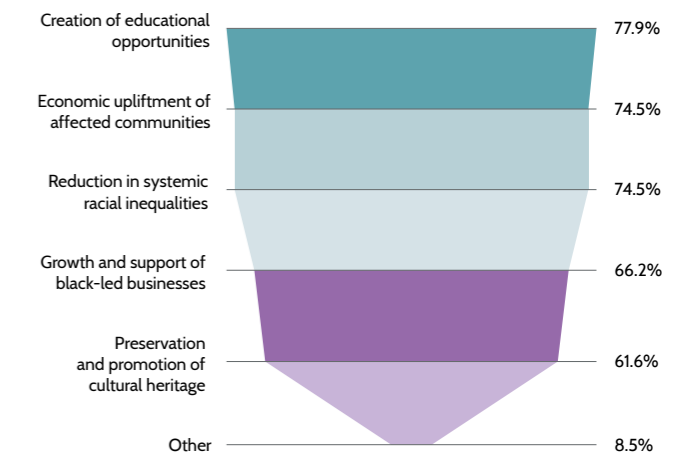 Creation of educational
opportunities
77.9%
Economic upliftment of
affected communities
74.5%
Reduction in systemic
racial inequalities
74.5%
Growth and support of
black-led businesses
66.2%
Preservation
and promotion of
cultural heritage
61.6%
Other
8.5%